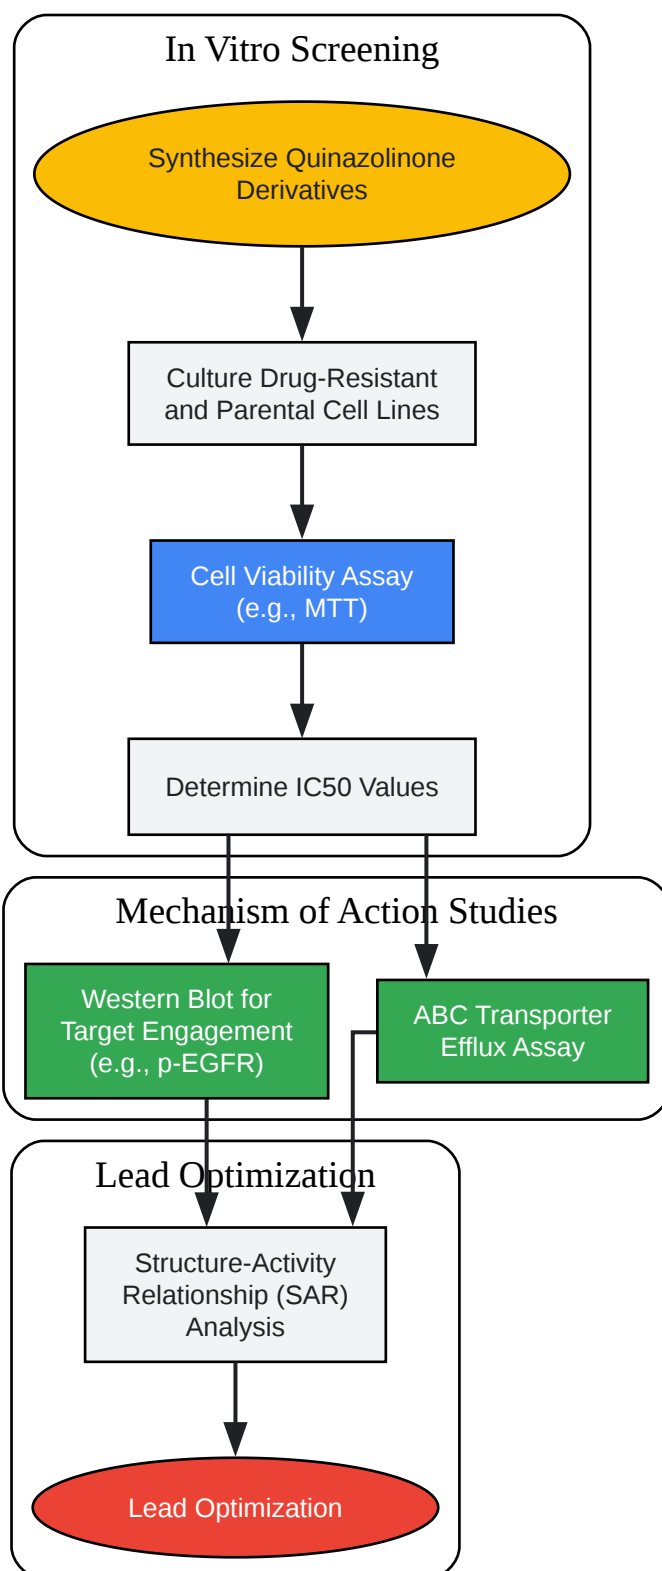 In Vitro Screening
Synthesize Quinazolinone
Derivatives
Culture Drug-Resistant
and Parental Cell Lines
Cell Viability Assay
(e.g., MTT)
Determine IC50 Values
Mechanism of Action Studies
Western Blot for
Target Engagement
(e.g., p-EGFR)
ABC Transporter
Efflux Assay
Lead Optimization
Structure-Activity
Relationship (SAR)
Analysis
Lead Optimization